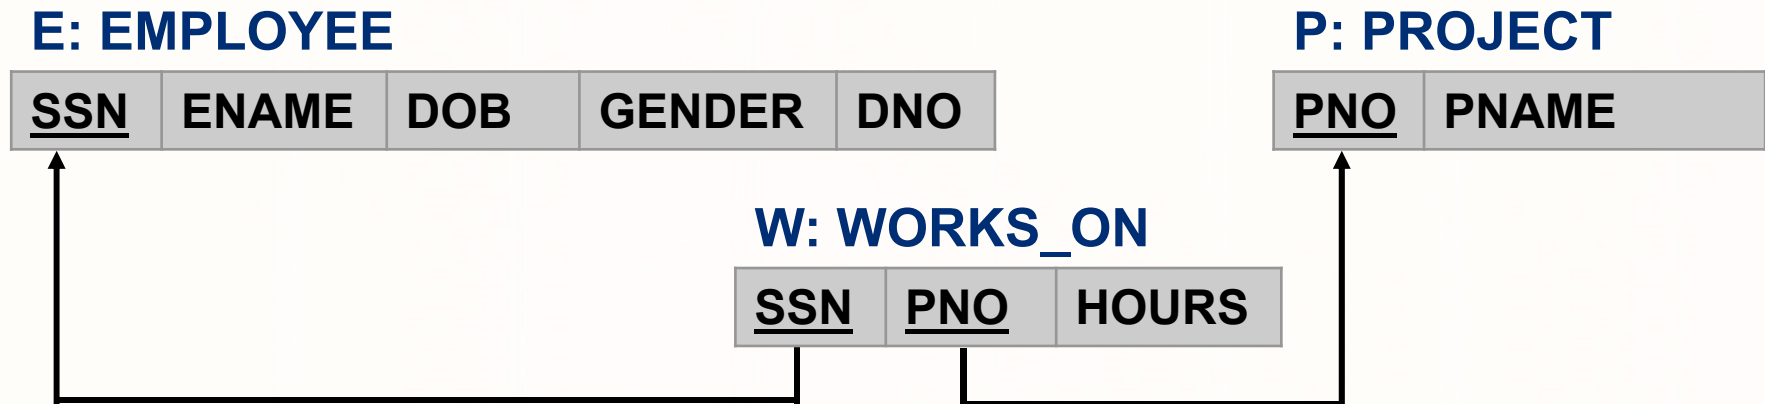 E: EMPLOYEE
P: PROJECT
SSN ENAME DOB GENDER DNO
PNO PNAME
W: WORKS_ON
SSN PNO HOURS